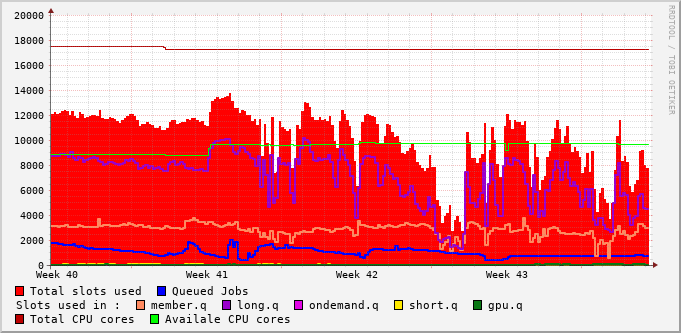 RRDTOOL / TOBI OETIKER
20000
18000
16000
14000
12000
10000
8000
6000
4000
2000
0
Week 40 Week 41 Week 42 Week 43
Total slots used Queued Jobs
Slots used in : member.q long.q ondemand.q short.q gpu.q
Total CPU cores Availale CPU cores